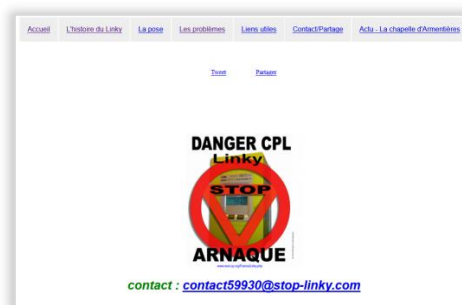 Accueil L'histoire du Linky La pose Les problèmes Liens utiles Contact/Partage Actu - La chapelle d'Armentières
Tweet Partager
DANGER CPL
Linky
STOP
ARNAQUE
contact : contact59930@stop-linky.com